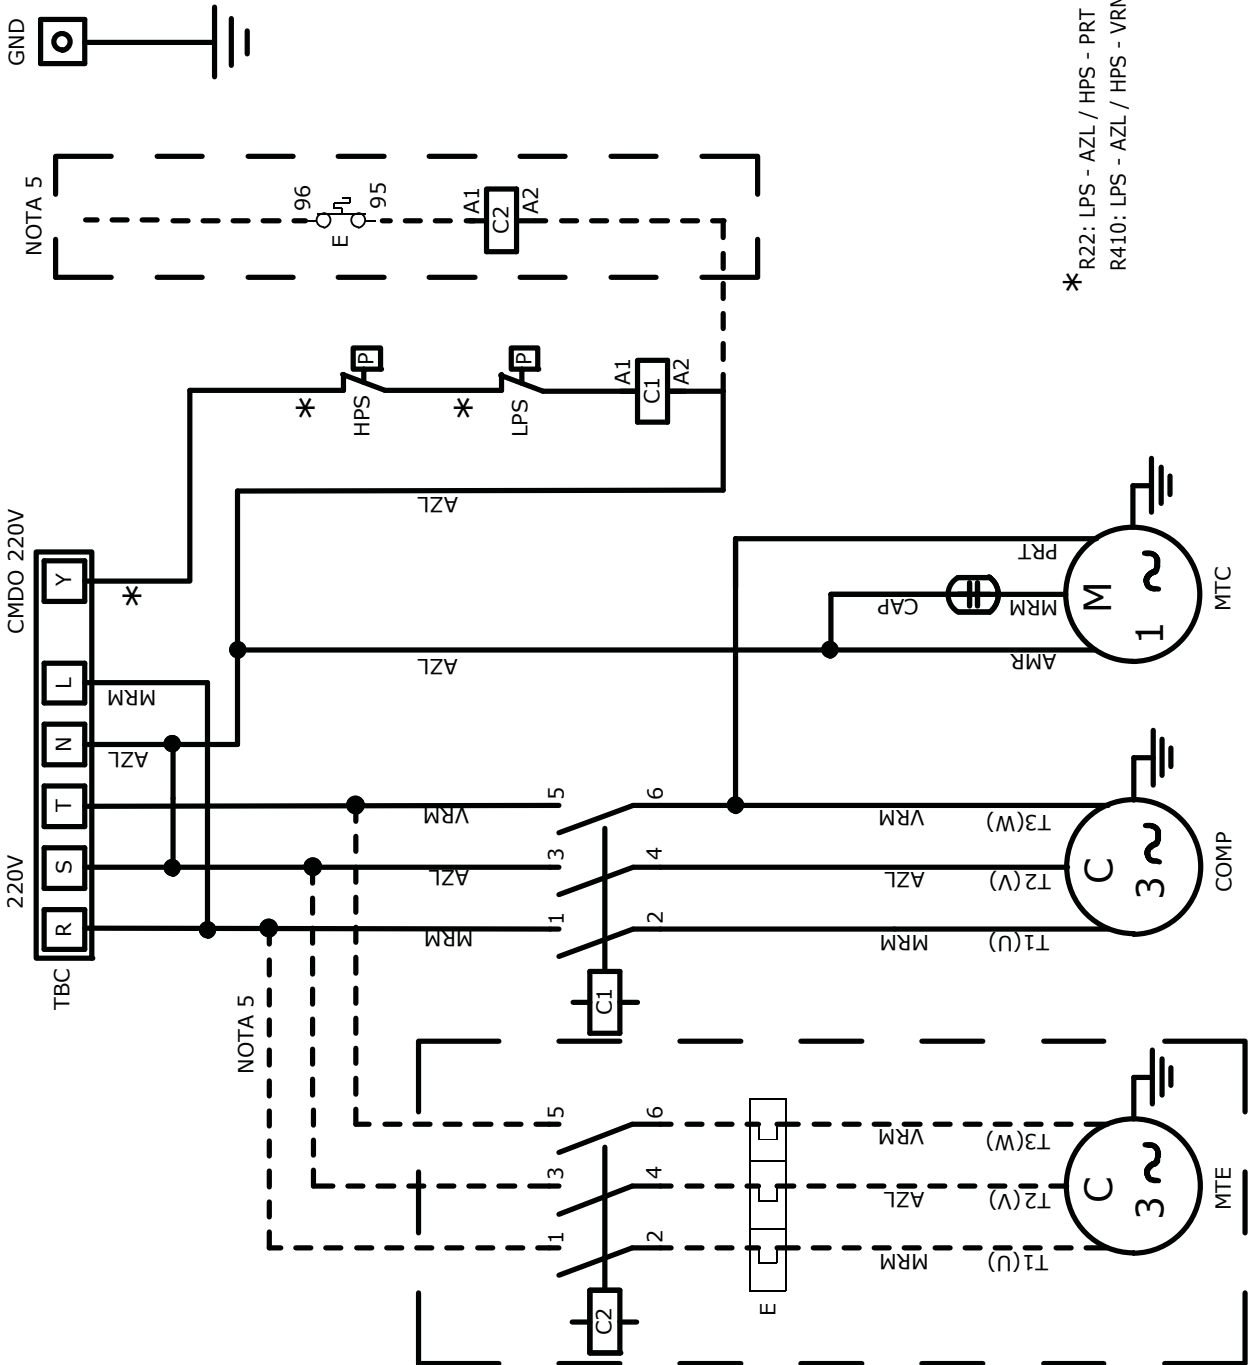 GND
NOTA 5
96
95
E
A1
C2
A2
* R22: LPS - AZL / HPS - PRT
R410: LPS - AZL / HPS - VRM
*
P
HPS
*
P
LPS
A1
C1
A2
CMDO 220V
AZL
Y
*
PRT
CAP
MRM
M
1 ~
MTC
L
MRM
AZL
AMR
N
AZL
T
VRM
5
6
VRM
T3(W)
220V
S
AZL
3
4
AZL
T2(V)
C
3 ~
COMP
R
MRM
1
2
MRM
T1(U)
TBC
C1
NOTA 5
5
6
VRM
T3(W)
3
4
AZL
T2(V)
C
3 ~
MTE
1
2
MRM
T1(U)
C2
E